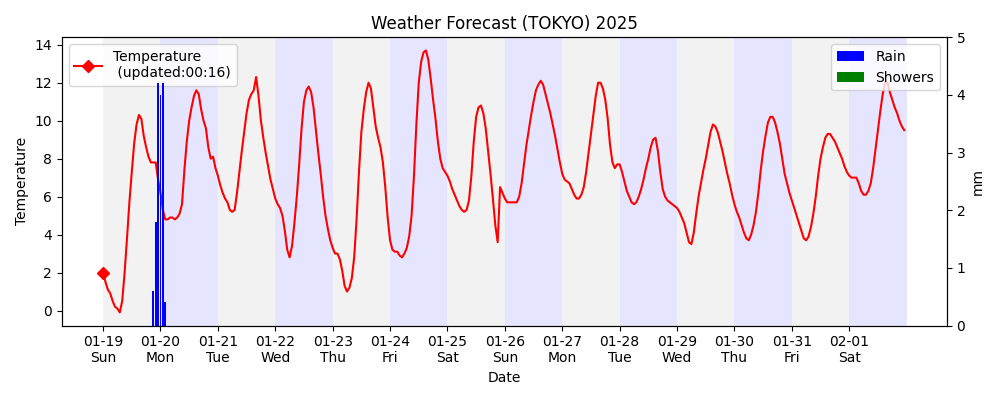 Weather Forecast (TOKYO) 2025
Temperature
(updated:00:16)
Rain
Showers
14
12
10
8
6
4
2
0
Temperature
5
4
3
2
1
0
mm
01-19 01-20 01-21 01-22 01-23 01-24 01-25 01-26 01-27 01-28 01-29 01-30 01-31 02-01
Sun Mon Tue Wed Thu Fri Sat Sun Mon Tue Wed Thu Fri Sat
Date